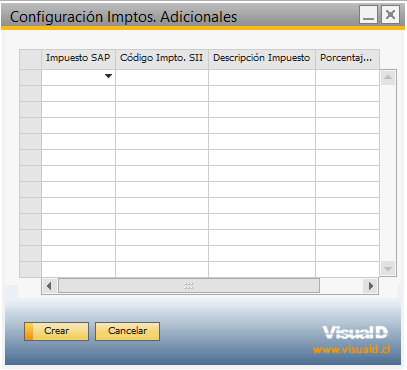 Configuración Imptos. Adicionales
Impuesto SAP Código Impto. SII Descripción Impuesto Porcentaj...
Crear Cancelar
VisualD
www.visuald.cl